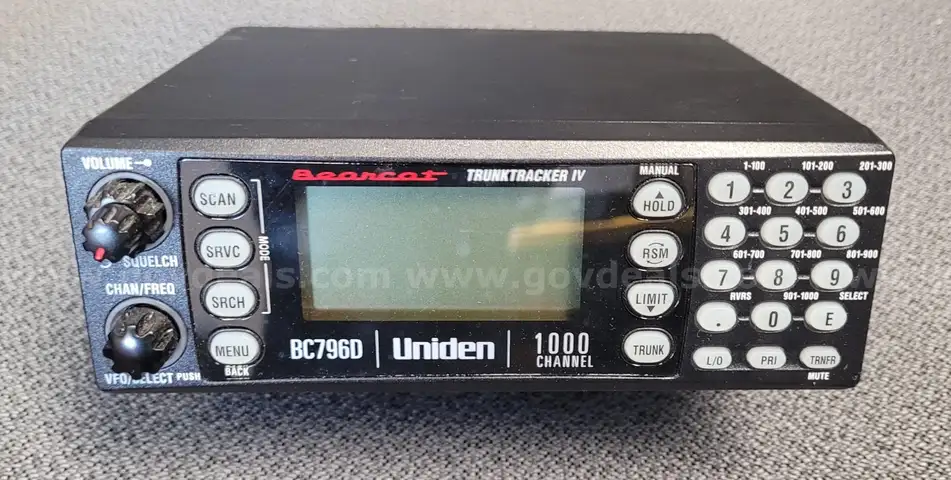 VOLUME
SQUELCH
CHAN/FREQ
VFO/SELECT PUSH
SCAN
SRVC
SRCH
MODE
MENU
BACK
Bearcat TRUNKTRACKER IV
BC796D | Uniden | 1000 CHANNEL
MANUAL
HOLD
RSM
LIMIT
TRUNK
1-100 101-200 201-300
1 2 3
301-400 401-500 501-600
4 5 6
601-700 701-800 801-900
7 8 9
RVRS 901-1000 SELECT
. 0 E
L/O PRI TRNFR
MUTE
www.govdeals.com